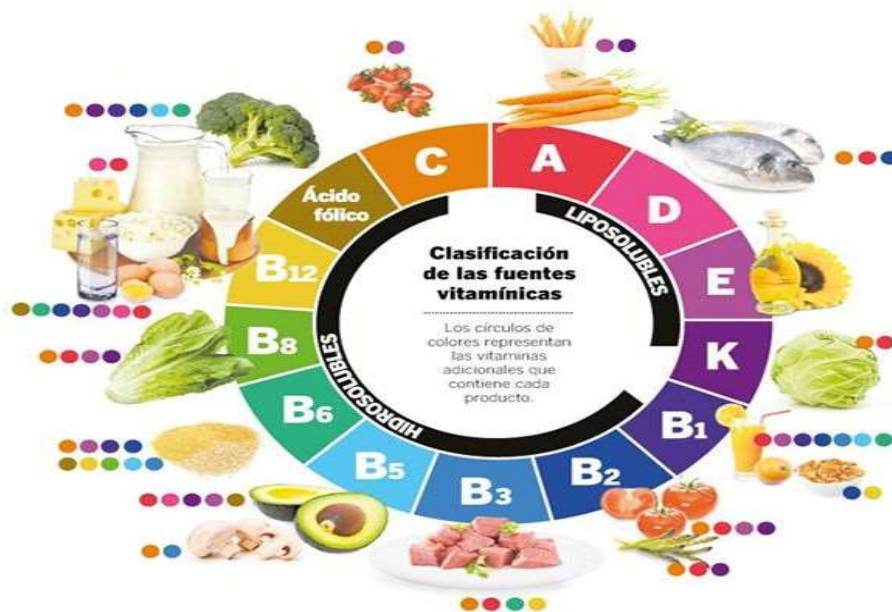 C
A
D
E
K
B1
B2
B3
B5
B6
B8
B12
Ácido
fólico
LIPOSOLUBLES
HIDROSOLUBLES
Clasificación
de las fuentes
vitamínicas
Los círculos de
colores representan
las vitaminas
adicionales que
contiene cada
producto.